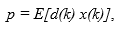 p = E[d(k) x(k)],